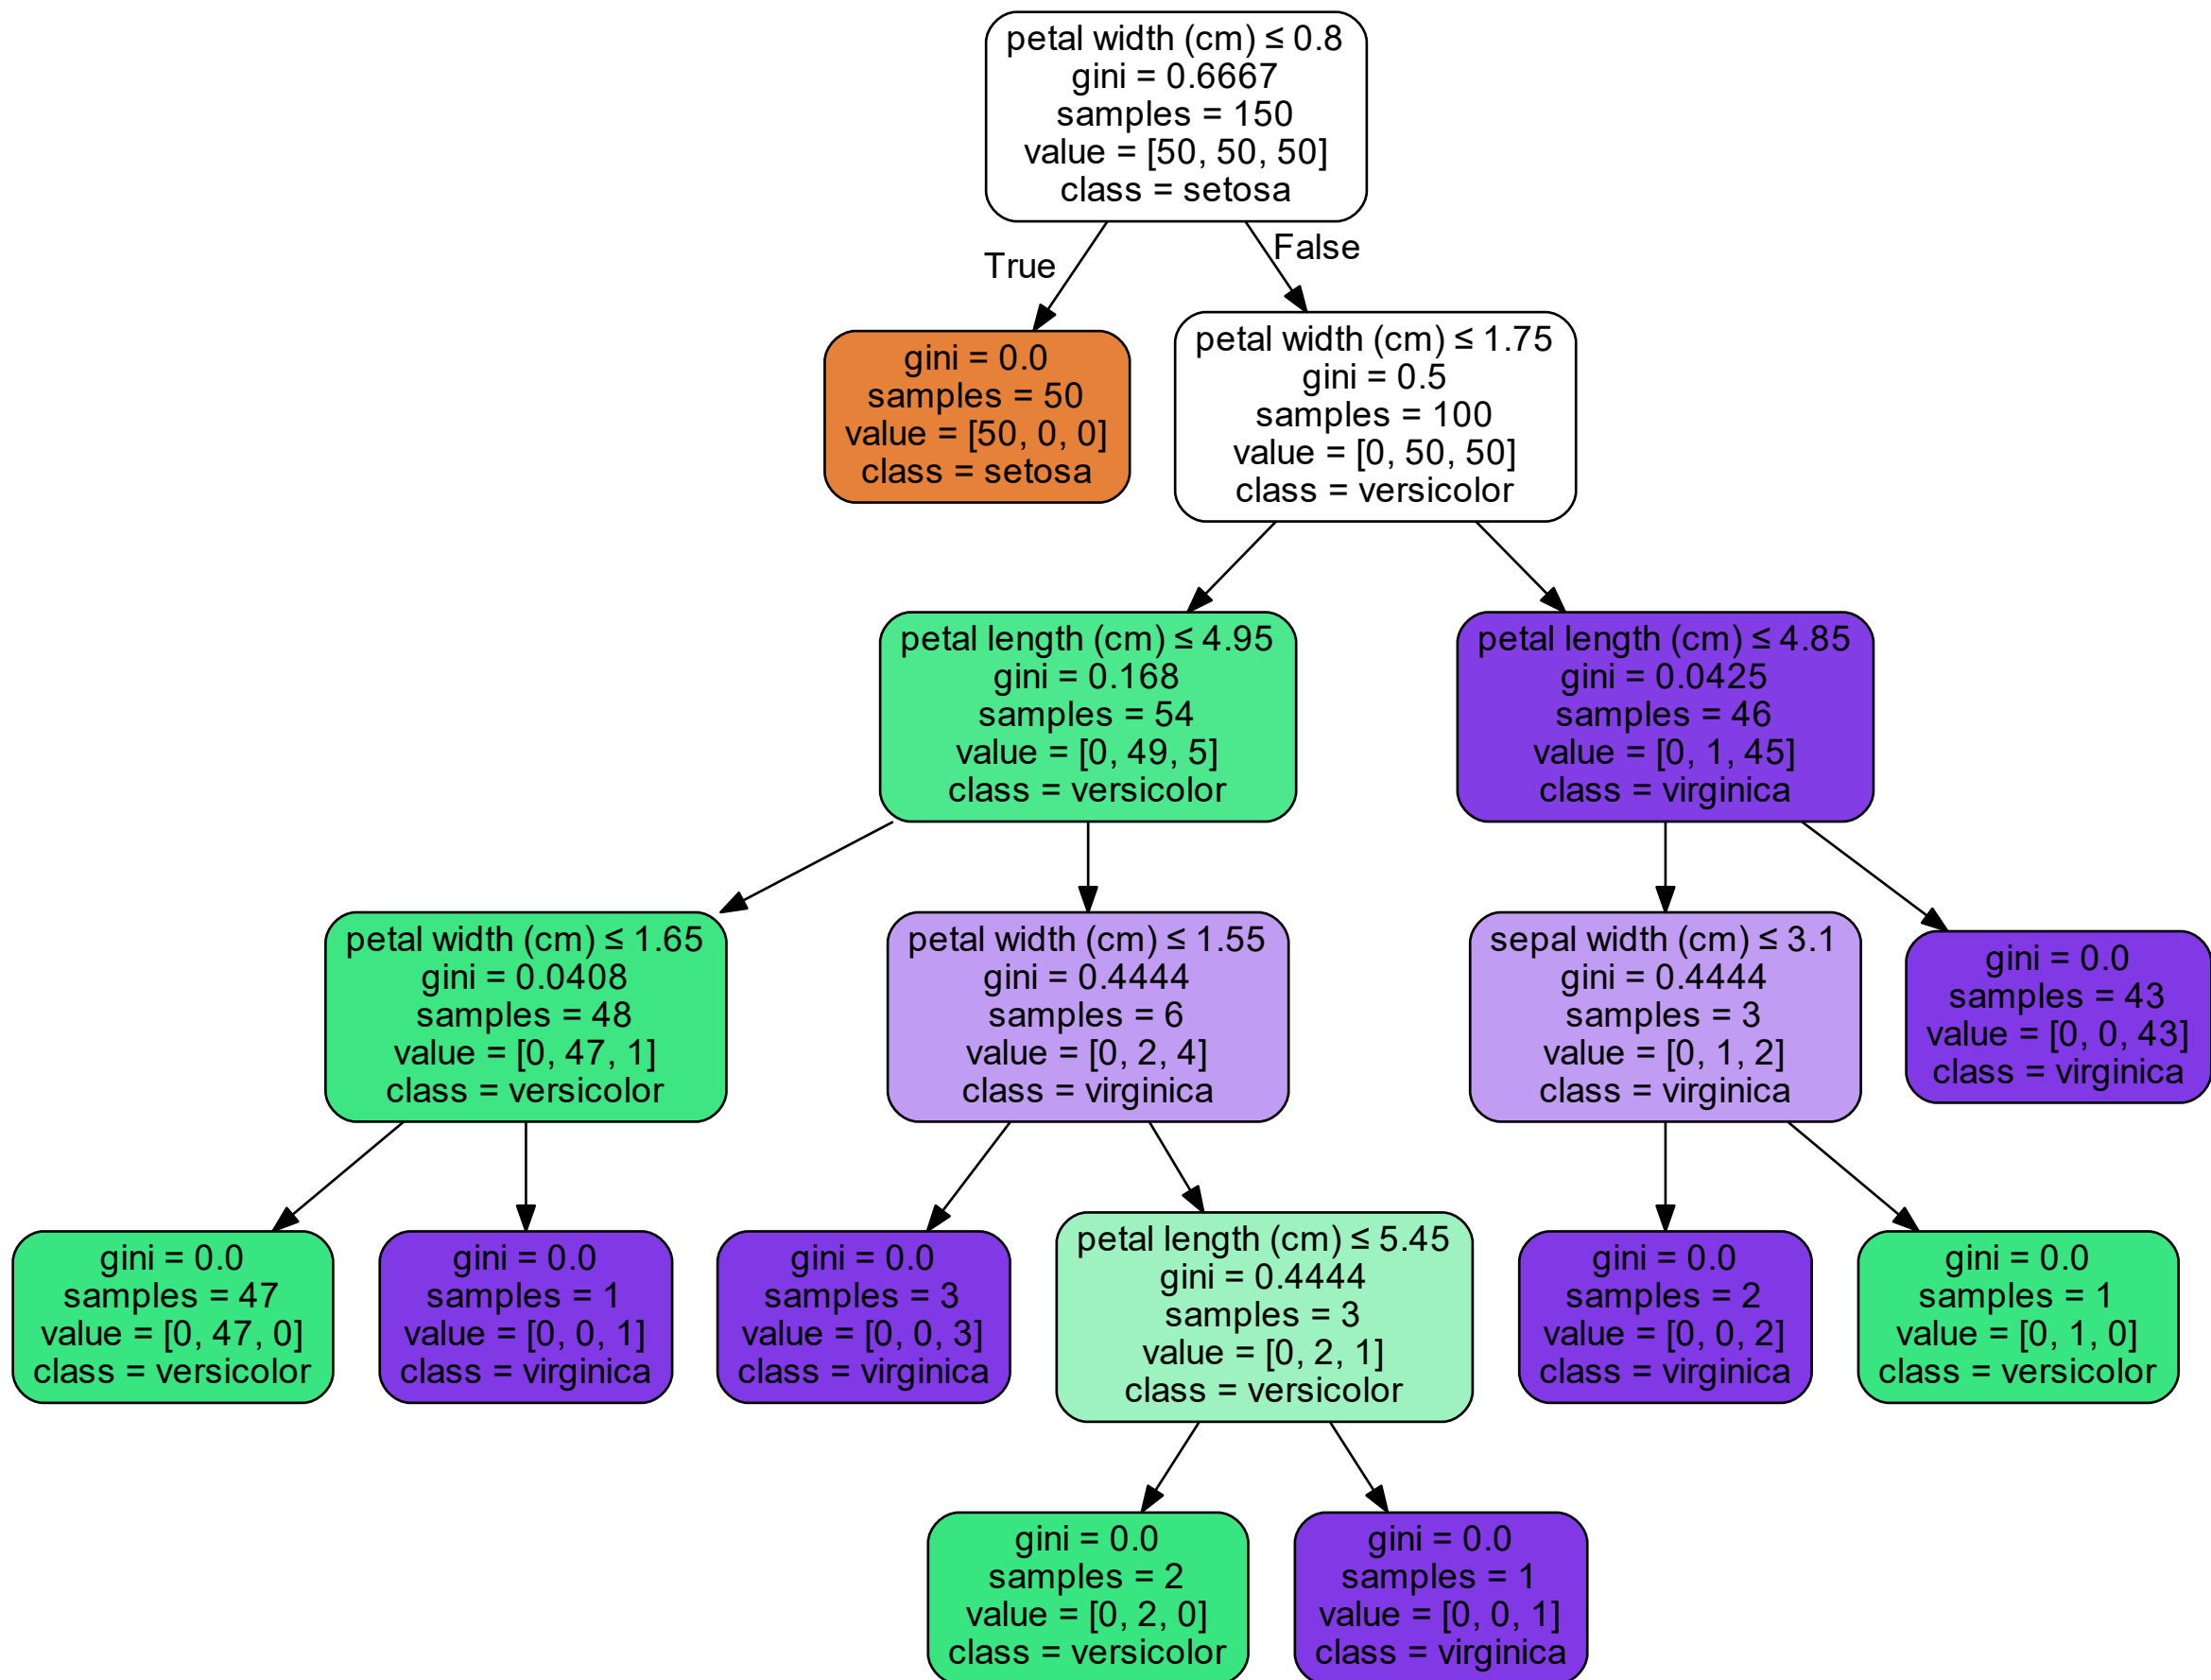 petal width (cm) ≤ 0.8
gini = 0.6667
samples = 150
value = [50, 50, 50]
class = setosa
True
False
gini = 0.0
samples = 50
value = [50, 0, 0]
class = setosa
petal width (cm) ≤ 1.75
gini = 0.5
samples = 100
value = [0, 50, 50]
class = versicolor
petal length (cm) ≤ 4.95
gini = 0.168
samples = 54
value = [0, 49, 5]
class = versicolor
petal length (cm) ≤ 4.85
gini = 0.0425
samples = 46
value = [0, 1, 45]
class = virginica
petal width (cm) ≤ 1.65
gini = 0.0408
samples = 48
value = [0, 47, 1]
class = versicolor
petal width (cm) ≤ 1.55
gini = 0.4444
samples = 6
value = [0, 2, 4]
class = virginica
sepal width (cm) ≤ 3.1
gini = 0.4444
samples = 3
value = [0, 1, 2]
class = virginica
gini = 0.0
samples = 43
value = [0, 0, 43]
class = virginica
gini = 0.0
samples = 47
value = [0, 47, 0]
class = versicolor
gini = 0.0
samples = 1
value = [0, 0, 1]
class = virginica
gini = 0.0
samples = 3
value = [0, 0, 3]
class = virginica
petal length (cm) ≤ 5.45
gini = 0.4444
samples = 3
value = [0, 2, 1]
class = versicolor
gini = 0.0
samples = 2
value = [0, 0, 2]
class = virginica
gini = 0.0
samples = 1
value = [0, 1, 0]
class = versicolor
gini = 0.0
samples = 2
value = [0, 2, 0]
class = versicolor
gini = 0.0
samples = 1
value = [0, 0, 1]
class = virginica